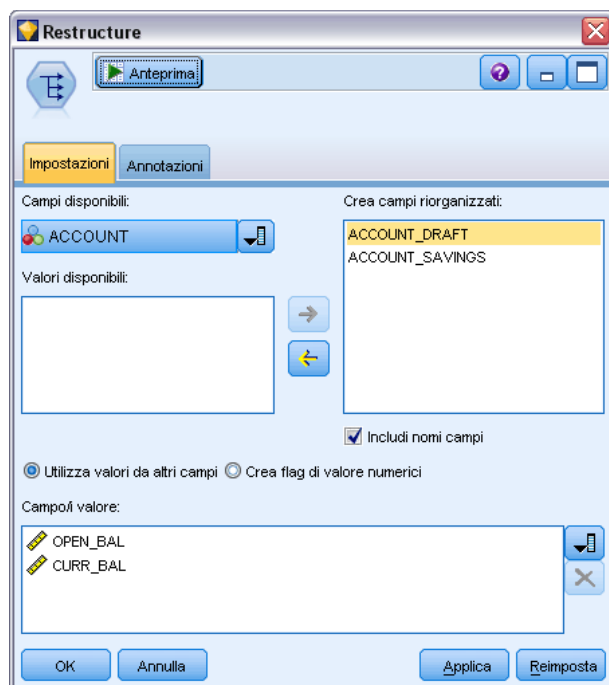 Restructure
Anteprima
Impostazioni
Annotazioni
Campi disponibili:
ACCOUNT
Valori disponibili:
Crea campi riorganizzati:
ACCOUNT_DRAFT
ACCOUNT_SAVINGS
Includi nomi campi
Utilizza valori da altri campi
Crea flag di valore numerici
Campo/i valore:
OPEN_BAL
CURR_BAL
OK
Annulla
Applica
Reimposta